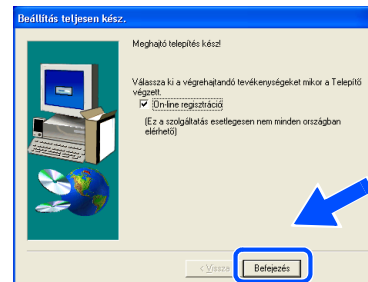 Beállítás teljesen kész.
Meghajtó telepítés kész!
Válassza ki a végrehajtandó tevékenységeket mikor a Telepítő
végzett.
On-line regisztráció
(Ez a szolgáltatás esetlegesen nem minden országban
elérhető)
< Vissza
Befejezés